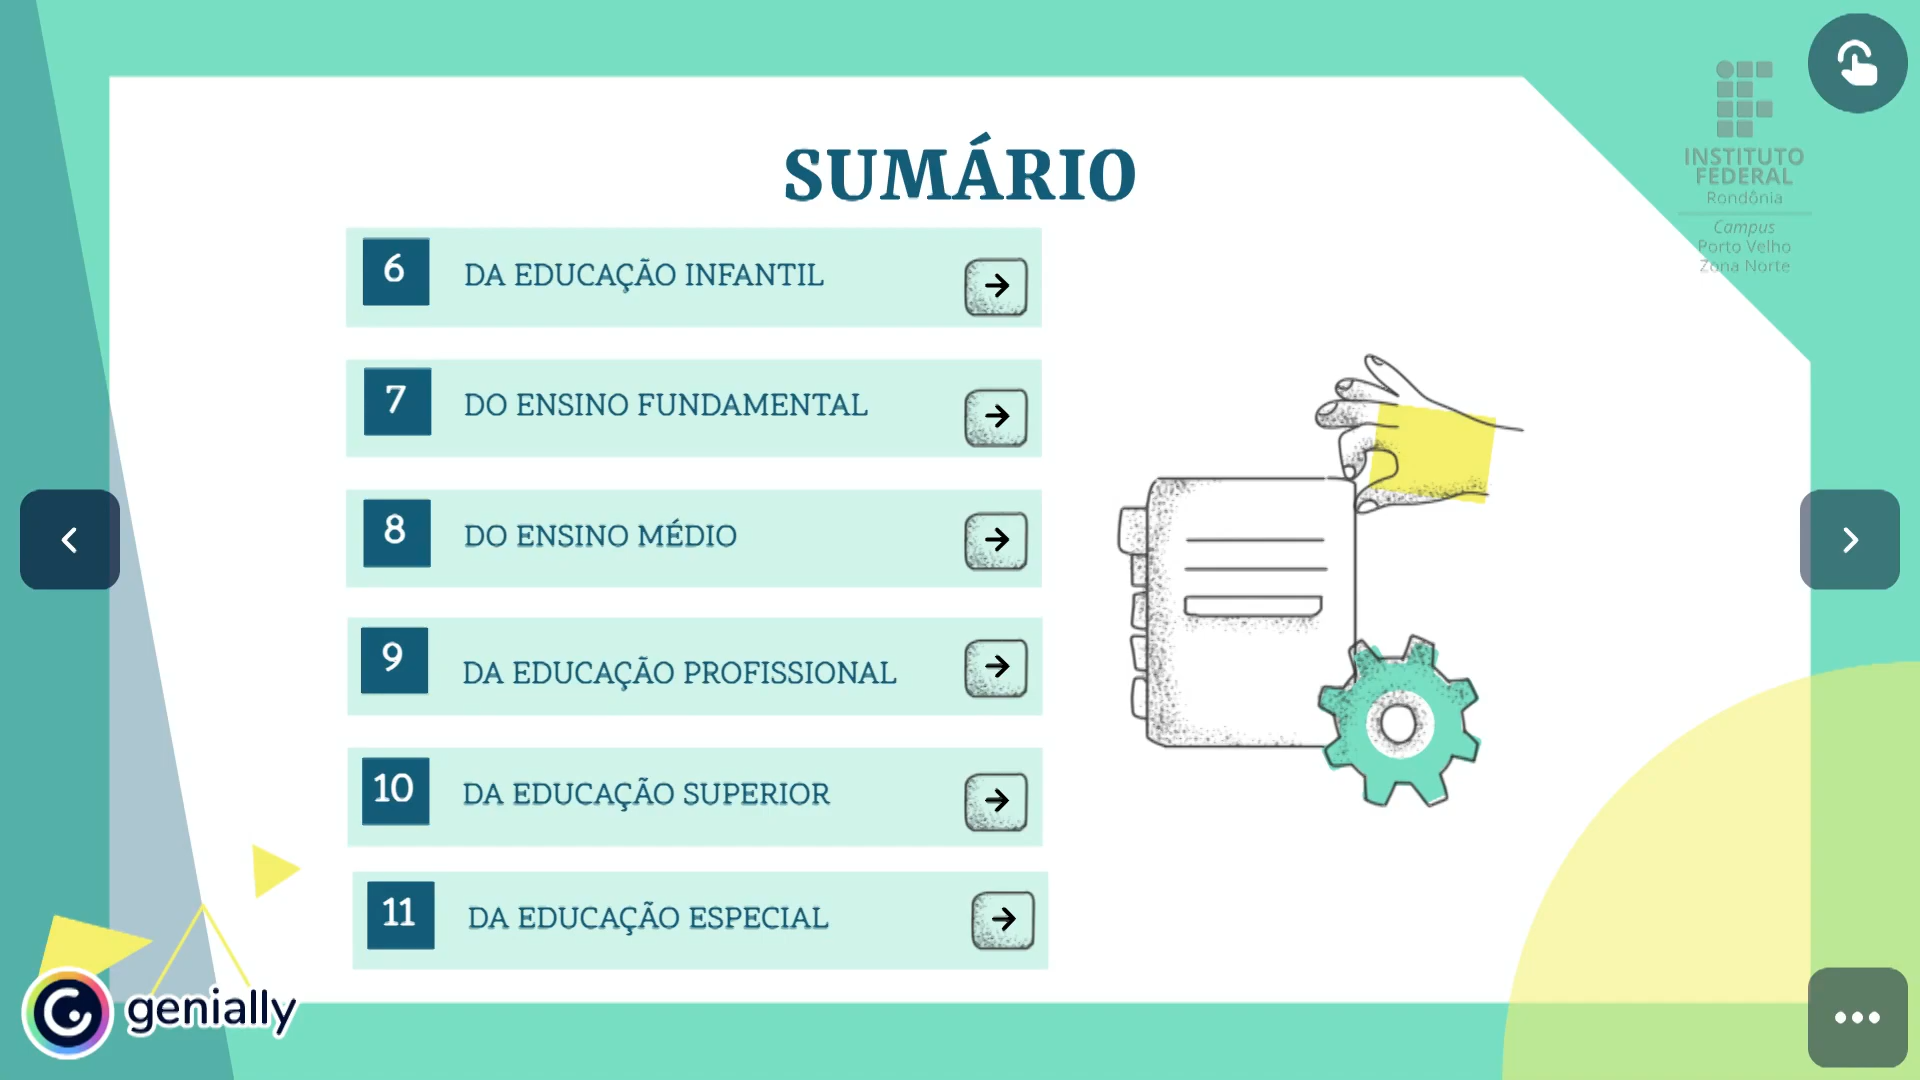 SUMÁRIO
6 DA EDUCAÇÃO INFANTIL
7 DO ENSINO FUNDAMENTAL
8 DO ENSINO MÉDIO
9 DA EDUCAÇÃO PROFISSIONAL
10 DA EDUCAÇÃO SUPERIOR
11 DA EDUCAÇÃO ESPECIAL
INSTITUTO
FEDERAL
Rondônia
Campus
Porto Velho
Zona Norte
genially